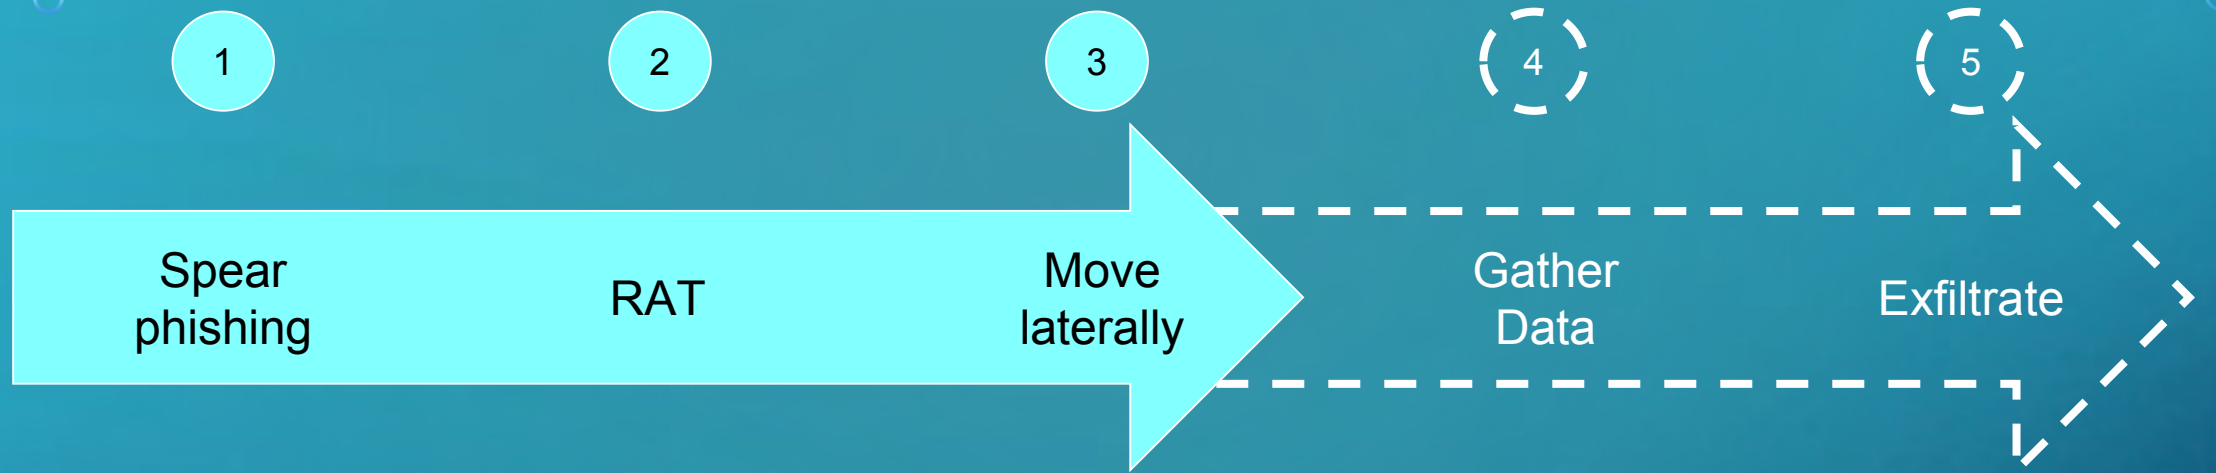 1
2
3
4
5
Spear
phishing
RAT
Move
laterally
Gather
Data
Exfiltrate